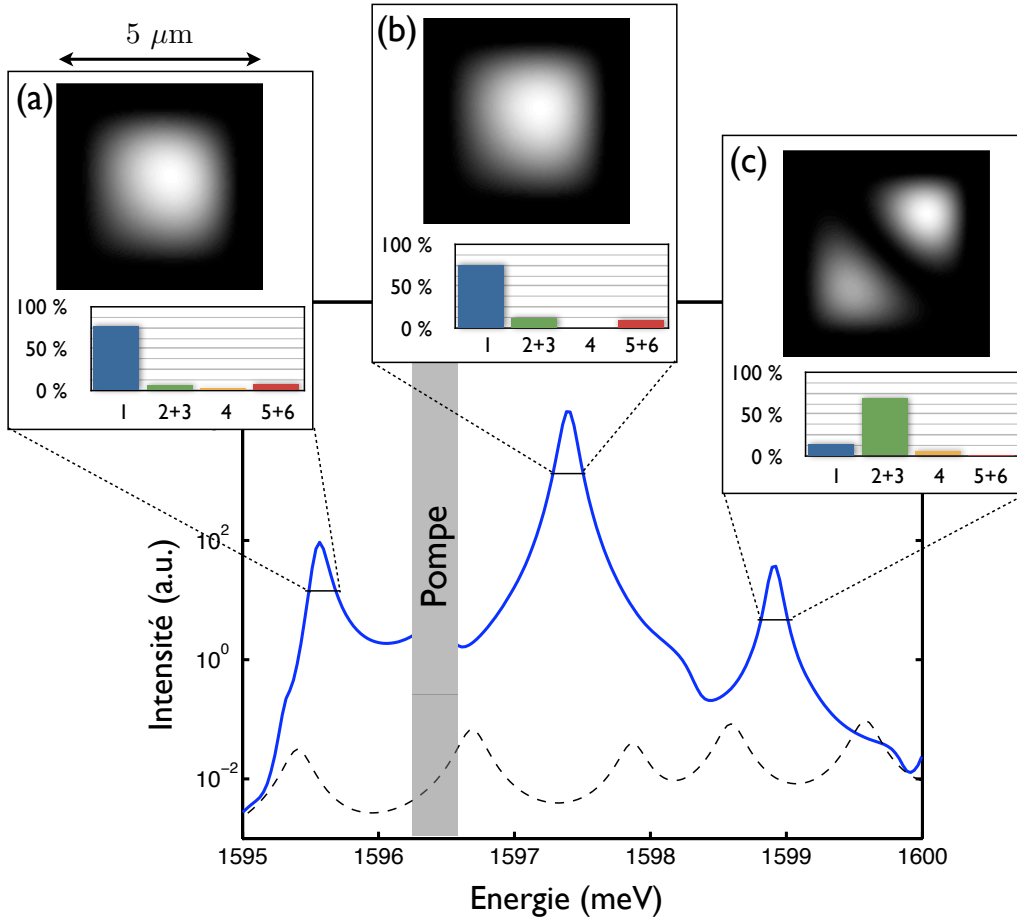 5 μm
(a)
100 %
50 %
0 %
1 2+3 4 5+6
(b)
100 %
50 %
0 %
1 2+3 4 5+6
(c)
100 %
50 %
0 %
1 2+3 4 5+6
Pompe
Intensité (a.u.)
10²
10⁰
10⁻²
1595 1596 1597 1598 1599 1600
Energie (meV)